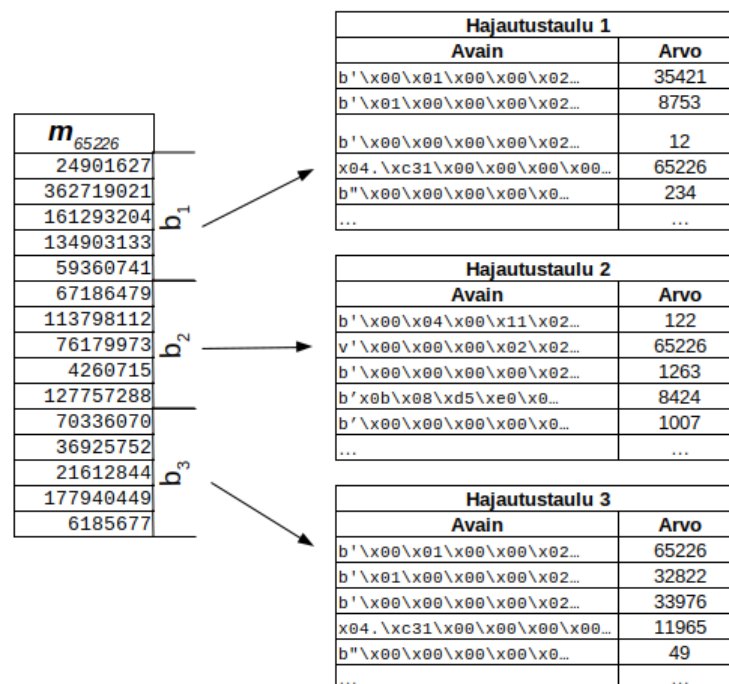 m65226
24901627
362719021
161293204
134903133
59360741
67186479
113798112
76179973
4260715
127757288
70336070
36925752
21612844
177940449
6185677
b1
b2
b3
Hajautustaulu 1
Avain Arvo
b'\x00\x01\x00\x00\x02… 35421
b'\x01\x00\x00\x00\x02… 8753
b'\x00\x00\x00\x00\x02… 12
x04.\xc31\x00\x00\x00\x00… 65226
b"\x00\x00\x00\x00\x0… 234
… …
Hajautustaulu 2
Avain Arvo
b'\x00\x04\x00\x11\x02… 122
v'\x00\x00\x00\x02\x02… 65226
b'\x00\x00\x00\x00\x02… 1263
b’x0b\x08\xd5\xe0\x0… 8424
b’\x00\x00\x00\x00\x0… 1007
… …
Hajautustaulu 3
Avain Arvo
b'\x00\x01\x00\x00\x02… 65226
b'\x01\x00\x00\x00\x02… 32822
b'\x00\x00\x00\x00\x02… 33976
x04.\xc31\x00\x00\x00\x00… 11965
b"\x00\x00\x00\x00\x0… 49
… …